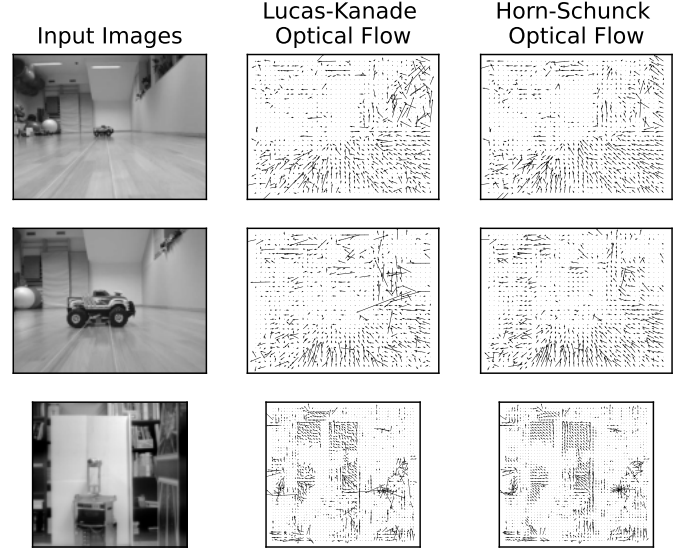 Input Images
Lucas-Kanade
Optical Flow
Horn-Schunck
Optical Flow